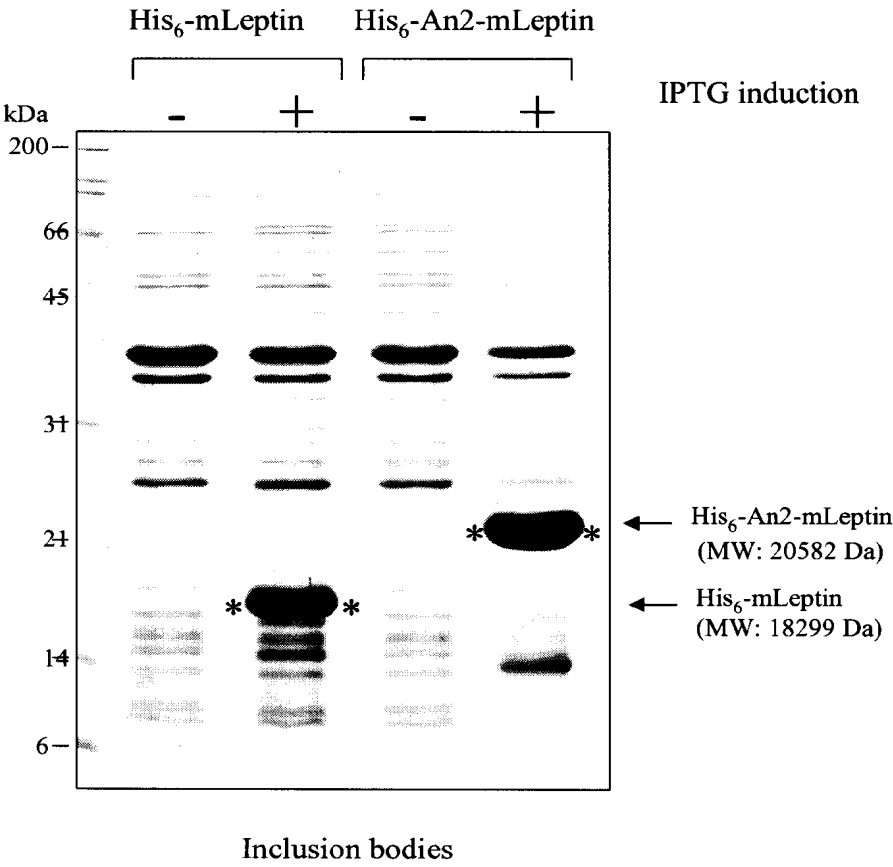 His₆-mLeptin His₆-An2-mLeptin
IPTG induction
kDa - + - +
200
66
45
31
* * His₆-An2-mLeptin
21
(MW: 20582 Da)
* * His₆-mLeptin
(MW: 18299 Da)
14
6
Inclusion bodies